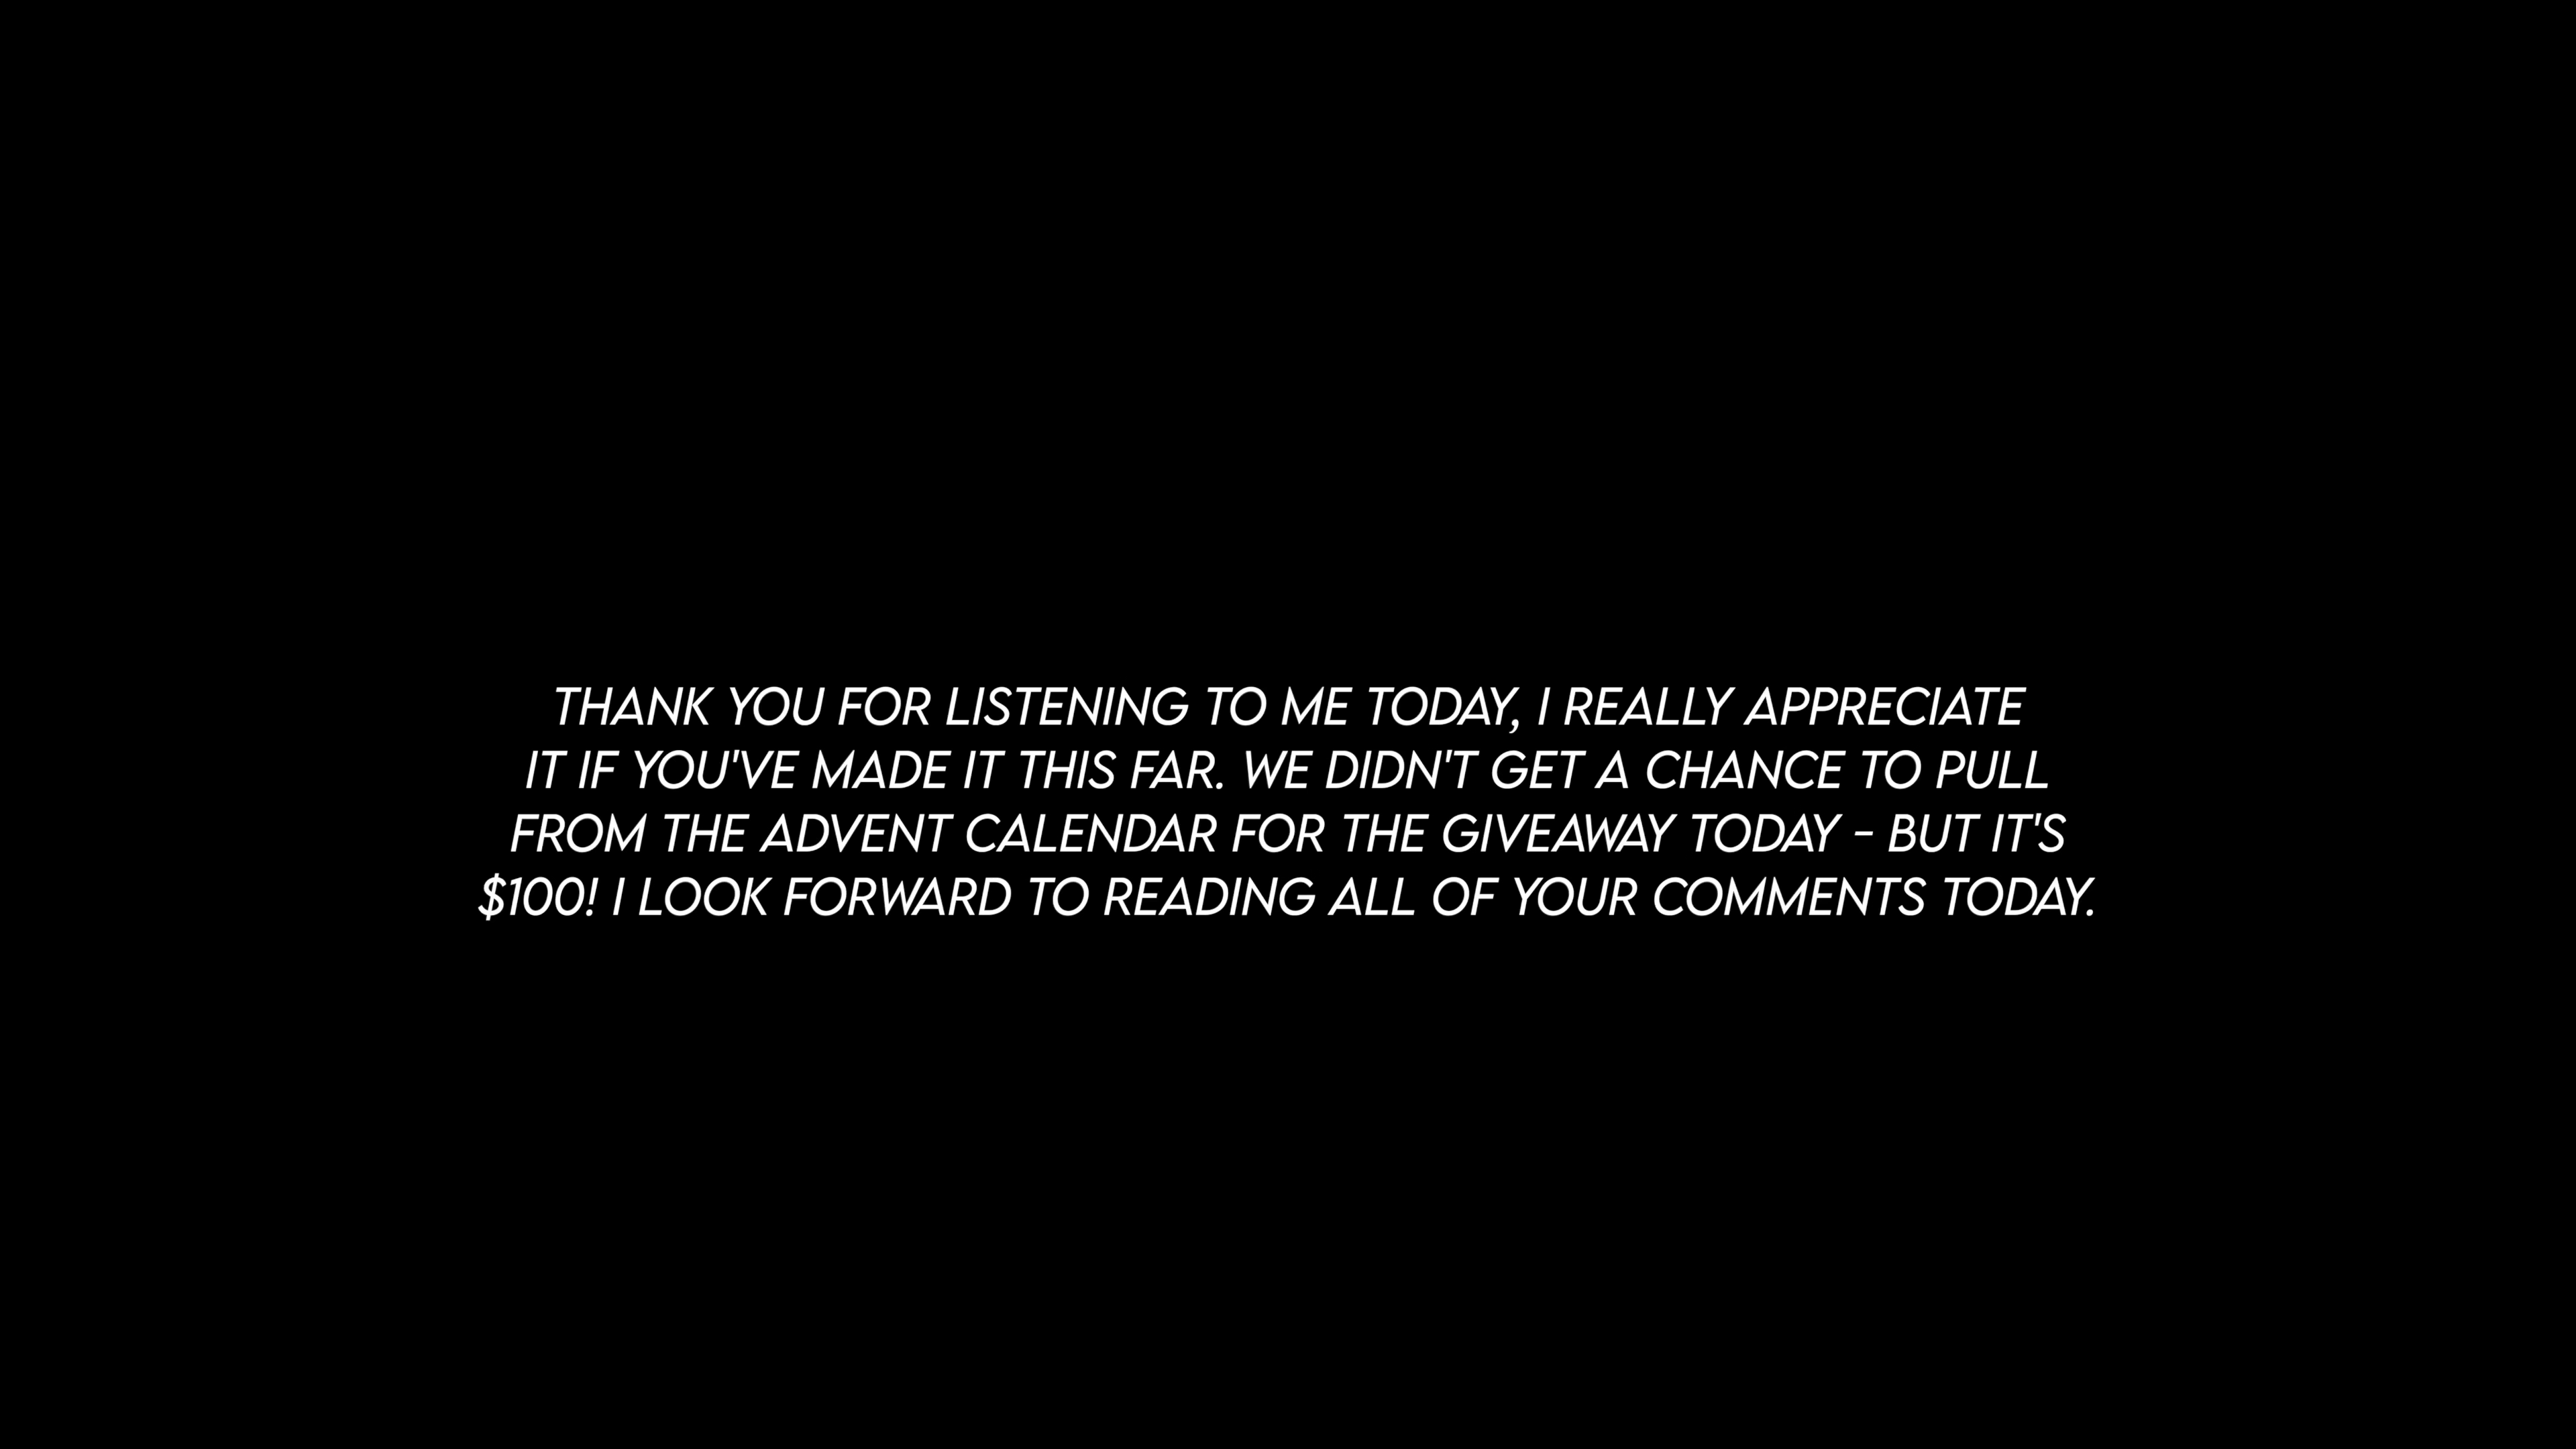 THANK YOU FOR LISTENING TO ME TODAY, I REALLY APPRECIATE
IT IF YOU'VE MADE IT THIS FAR. WE DIDN'T GET A CHANCE TO PULL
FROM THE ADVENT CALENDAR FOR THE GIVEAWAY TODAY - BUT IT'S
$100! I LOOK FORWARD TO READING ALL OF YOUR COMMENTS TODAY.